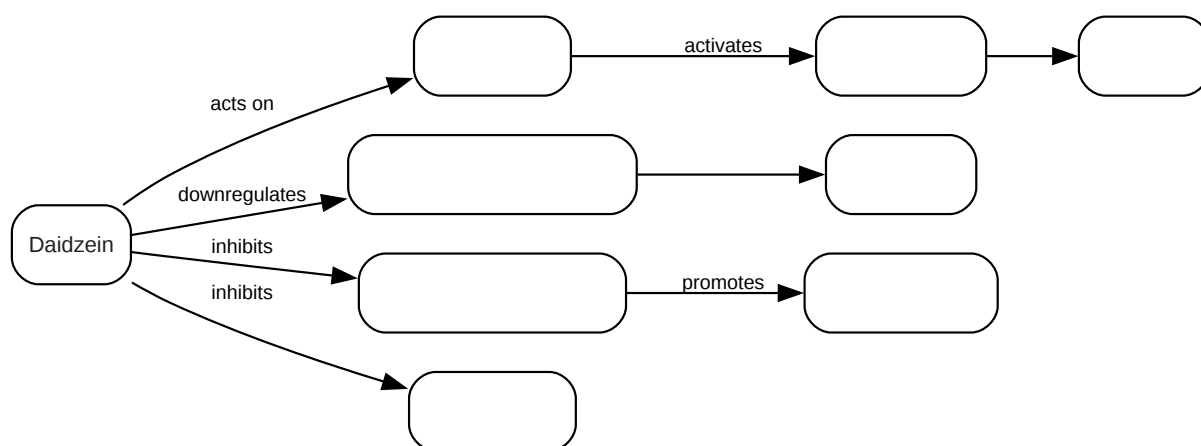 activates
acts on
downregulates
Daidzein
inhibits
inhibits
promotes